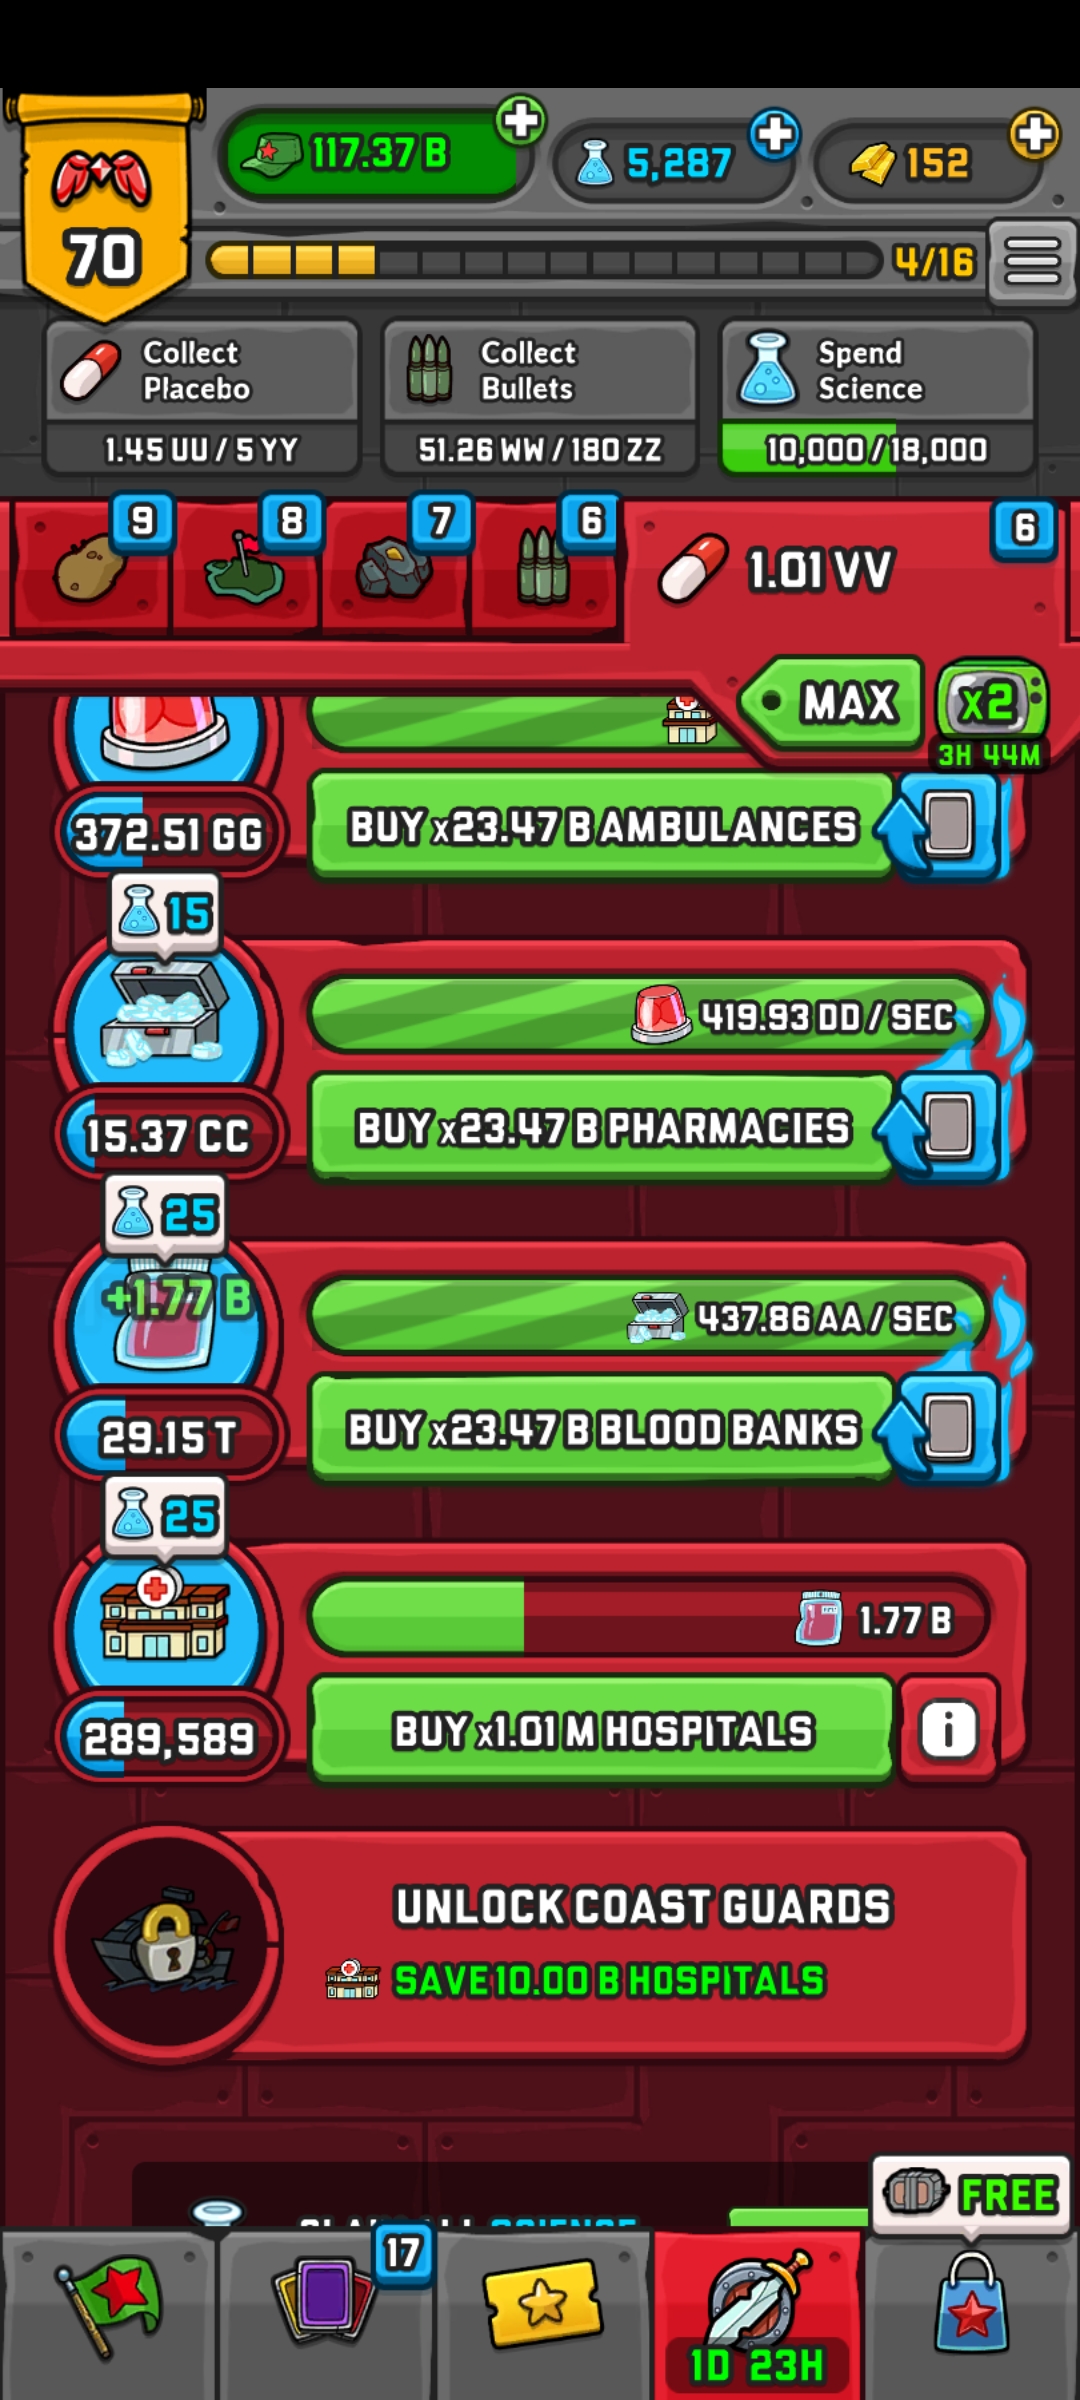 117.37 B
5,287
152
70
4/16
Collect
Placebo
1.45 UU / 5 YY
Collect
Bullets
51.26 WW / 180 ZZ
Spend
Science
10,000 / 18,000
9
8
7
6
1.01 VV
6
MAX
x2
3H 44M
372.51 GG
BUY x23.47 B AMBULANCES
15
419.93 DD / SEC
15.37 CC
BUY x23.47 B PHARMACIES
25
+1.77 B
437.86 AA / SEC
29.15 T
BUY x23.47 B BLOOD BANKS
25
1.77 B
289,589
BUY x1.01 M HOSPITALS
i
UNLOCK COAST GUARDS
SAVE 10.00 B HOSPITALS
FREE
17
1D 23H